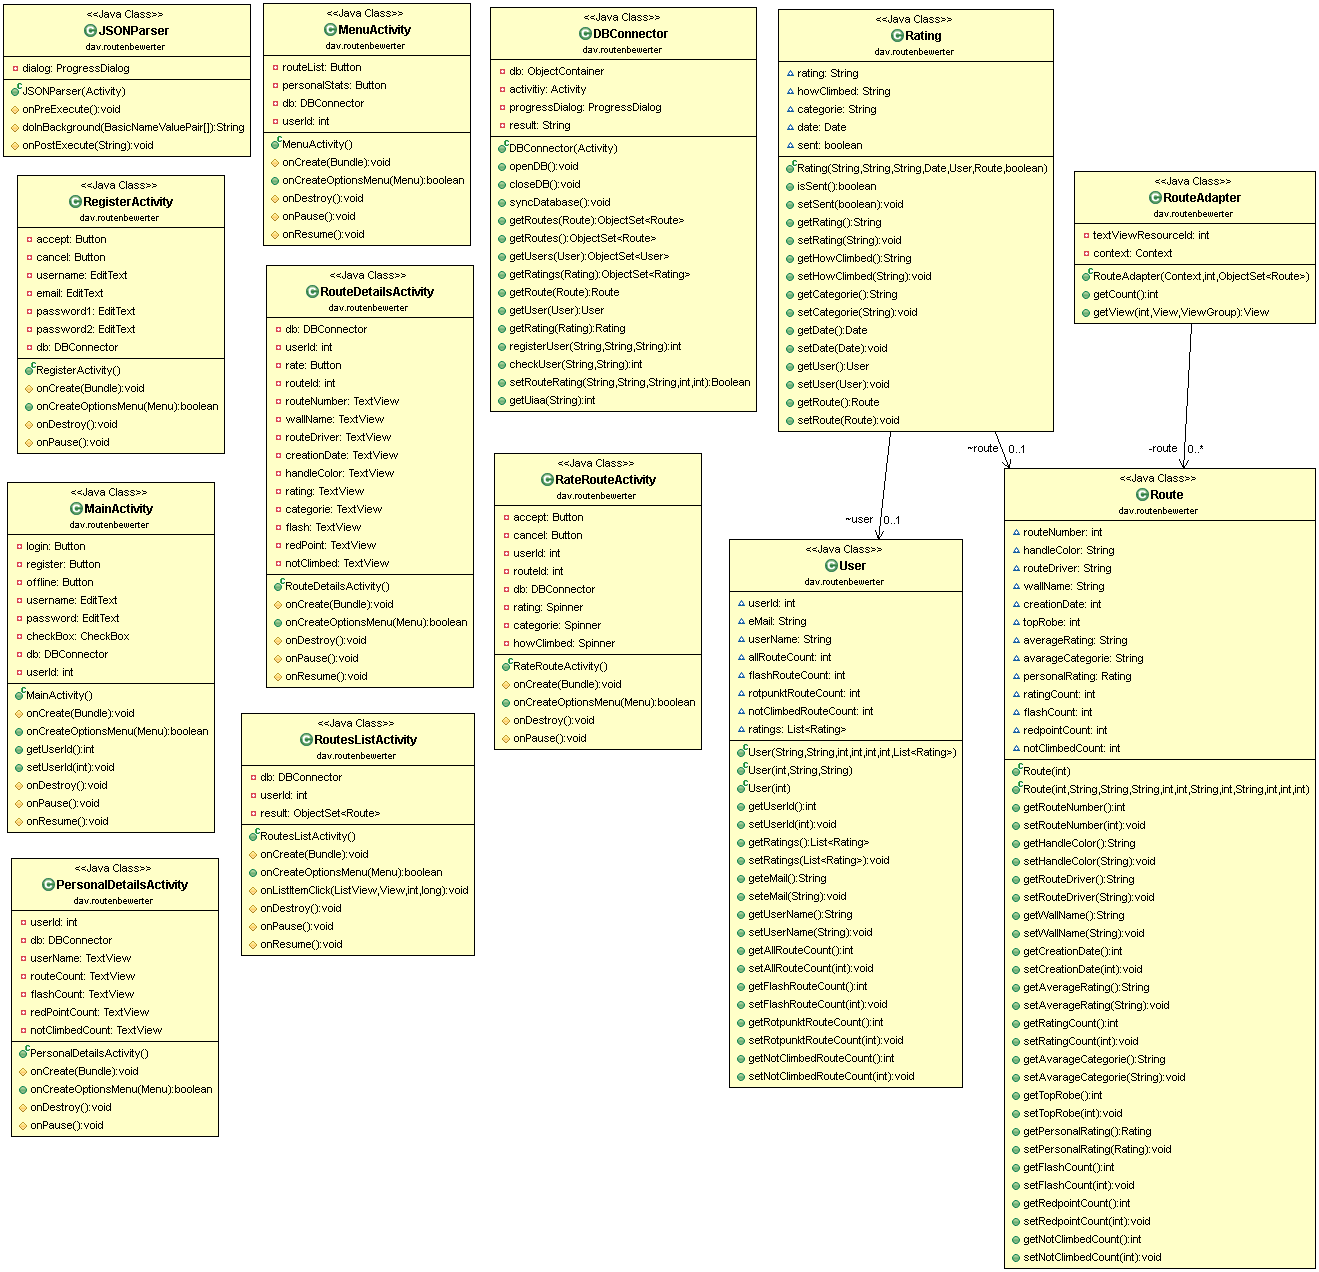 <<Java Class>>
JSONParser
dav.routenbewerter
dialog: ProgressDialog
JSONParser(Activity)
onPreExecute():void
doInBackground(BasicNameValuePair[]):String
onPostExecute(String):void
<<Java Class>>
RegisterActivity
dav.routenbewerter
accept: Button
cancel: Button
username: EditText
email: EditText
password1: EditText
password2: EditText
db: DBConnector
RegisterActivity()
onCreate(Bundle):void
onCreateOptionsMenu(Menu):boolean
onDestroy():void
onPause():void
<<Java Class>>
MainActivity
dav.routenbewerter
login: Button
register: Button
offline: Button
username: EditText
password: EditText
checkBox: CheckBox
db: DBConnector
userId: int
MainActivity()
onCreate(Bundle):void
onCreateOptionsMenu(Menu):boolean
getUserId():int
setUserId(int):void
onDestroy():void
onPause():void
onResume():void
<<Java Class>>
PersonalDetailsActivity
dav.routenbewerter
userId: int
db: DBConnector
userName: TextView
routeCount: TextView
flashCount: TextView
redPointCount: TextView
notClimbedCount: TextView
PersonalDetailsActivity()
onCreate(Bundle):void
onCreateOptionsMenu(Menu):boolean
onDestroy():void
onPause():void
<<Java Class>>
MenuActivity
dav.routenbewerter
routeList: Button
personalStats: Button
db: DBConnector
userId: int
MenuActivity()
onCreate(Bundle):void
onCreateOptionsMenu(Menu):boolean
onDestroy():void
onPause():void
onResume():void
<<Java Class>>
RouteDetailsActivity
dav.routenbewerter
db: DBConnector
userId: int
rate: Button
routeId: int
routeNumber: TextView
wallName: TextView
routeDriver: TextView
creationDate: TextView
handleColor: TextView
rating: TextView
categorie: TextView
flash: TextView
redPoint: TextView
notClimbed: TextView
RouteDetailsActivity()
onCreate(Bundle):void
onCreateOptionsMenu(Menu):boolean
onDestroy():void
onPause():void
onResume():void
<<Java Class>>
RoutesListActivity
dav.routenbewerter
db: DBConnector
userId: int
result: ObjectSet<Route>
RoutesListActivity()
onCreate(Bundle):void
onCreateOptionsMenu(Menu):boolean
onListItemClick(ListView,View,int,long):void
onDestroy():void
onPause():void
onResume():void
<<Java Class>>
DBConnector
dav.routenbewerter
db: ObjectContainer
activitiy: Activity
progressDialog: ProgressDialog
result: String
DBConnector(Activity)
openDB():void
closeDB():void
syncDatabase():void
getRoutes(Route):ObjectSet<Route>
getRoutes():ObjectSet<Route>
getUsers(User):ObjectSet<User>
getRatings(Rating):ObjectSet<Rating>
getRoute(Route):Route
getUser(User):User
getRating(Rating):Rating
registerUser(String,String,String):int
checkUser(String,String):int
setRouteRating(String,String,String,int,int):Boolean
getUiaa(String):int
<<Java Class>>
RateRouteActivity
dav.routenbewerter
accept: Button
cancel: Button
userId: int
routeId: int
db: DBConnector
rating: Spinner
categorie: Spinner
howClimbed: Spinner
RateRouteActivity()
onCreate(Bundle):void
onCreateOptionsMenu(Menu):boolean
onDestroy():void
onPause():void
<<Java Class>>
Rating
dav.routenbewerter
rating: String
howClimbed: String
categorie: String
date: Date
sent: boolean
Rating(String,String,String,Date,User,Route,boolean)
isSent():boolean
setSent(boolean):void
getRating():String
setRating(String):void
getHowClimbed():String
setHowClimbed(String):void
getCategorie():String
setCategorie(String):void
getDate():Date
setDate(Date):void
getUser():User
setUser(User):void
getRoute():Route
setRoute(Route):void
<<Java Class>>
RouteAdapter
dav.routenbewerter
textViewResourceId: int
context: Context
RouteAdapter(Context,int,ObjectSet<Route>)
getCount():int
getView(int,View,ViewGroup):View
~route 0..1
-route 0..*
~user 0..1
<<Java Class>>
User
dav.routenbewerter
userId: int
eMail: String
userName: String
allRouteCount: int
flashRouteCount: int
rotpunktRouteCount: int
notClimbedRouteCount: int
ratings: List<Rating>
User(String,String,int,int,int,int,List<Rating>)
User(int,String,String)
User(int)
getUserId():int
setUserId(int):void
getRatings():List<Rating>
setRatings(List<Rating>):void
geteMail():String
seteMail(String):void
getUserName():String
setUserName(String):void
getAllRouteCount():int
setAllRouteCount(int):void
getFlashRouteCount():int
setFlashRouteCount(int):void
getRotpunktRouteCount():int
setRotpunktRouteCount(int):void
getNotClimbedRouteCount():int
setNotClimbedRouteCount(int):void
<<Java Class>>
Route
dav.routenbewerter
routeNumber: int
handleColor: String
routeDriver: String
wallName: String
creationDate: int
topRobe: int
averageRating: String
avarageCategorie: String
personalRating: Rating
ratingCount: int
flashCount: int
redpointCount: int
notClimbedCount: int
Route(int)
Route(int,String,String,String,int,int,String,int,String,int,int,int)
getRouteNumber():int
setRouteNumber(int):void
getHandleColor():String
setHandleColor(String):void
getRouteDriver():String
setRouteDriver(String):void
getWallName():String
setWallName(String):void
getCreationDate():int
setCreationDate(int):void
getAverageRating():String
setAverageRating(String):void
getRatingCount():int
setRatingCount(int):void
getAvarageCategorie():String
setAvarageCategorie(String):void
getTopRobe():int
setTopRobe(int):void
getPersonalRating():Rating
setPersonalRating(Rating):void
getFlashCount():int
setFlashCount(int):void
getRedpointCount():int
setRedpointCount(int):void
getNotClimbedCount():int
setNotClimbedCount(int):void